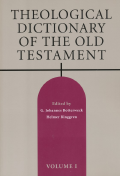 THEOLOGICAL
DICTIONARY OF
THE OLD
TESTAMENT
Edited by
G. Johannes Botterweck
Helmer Ringgren
VOLUME I